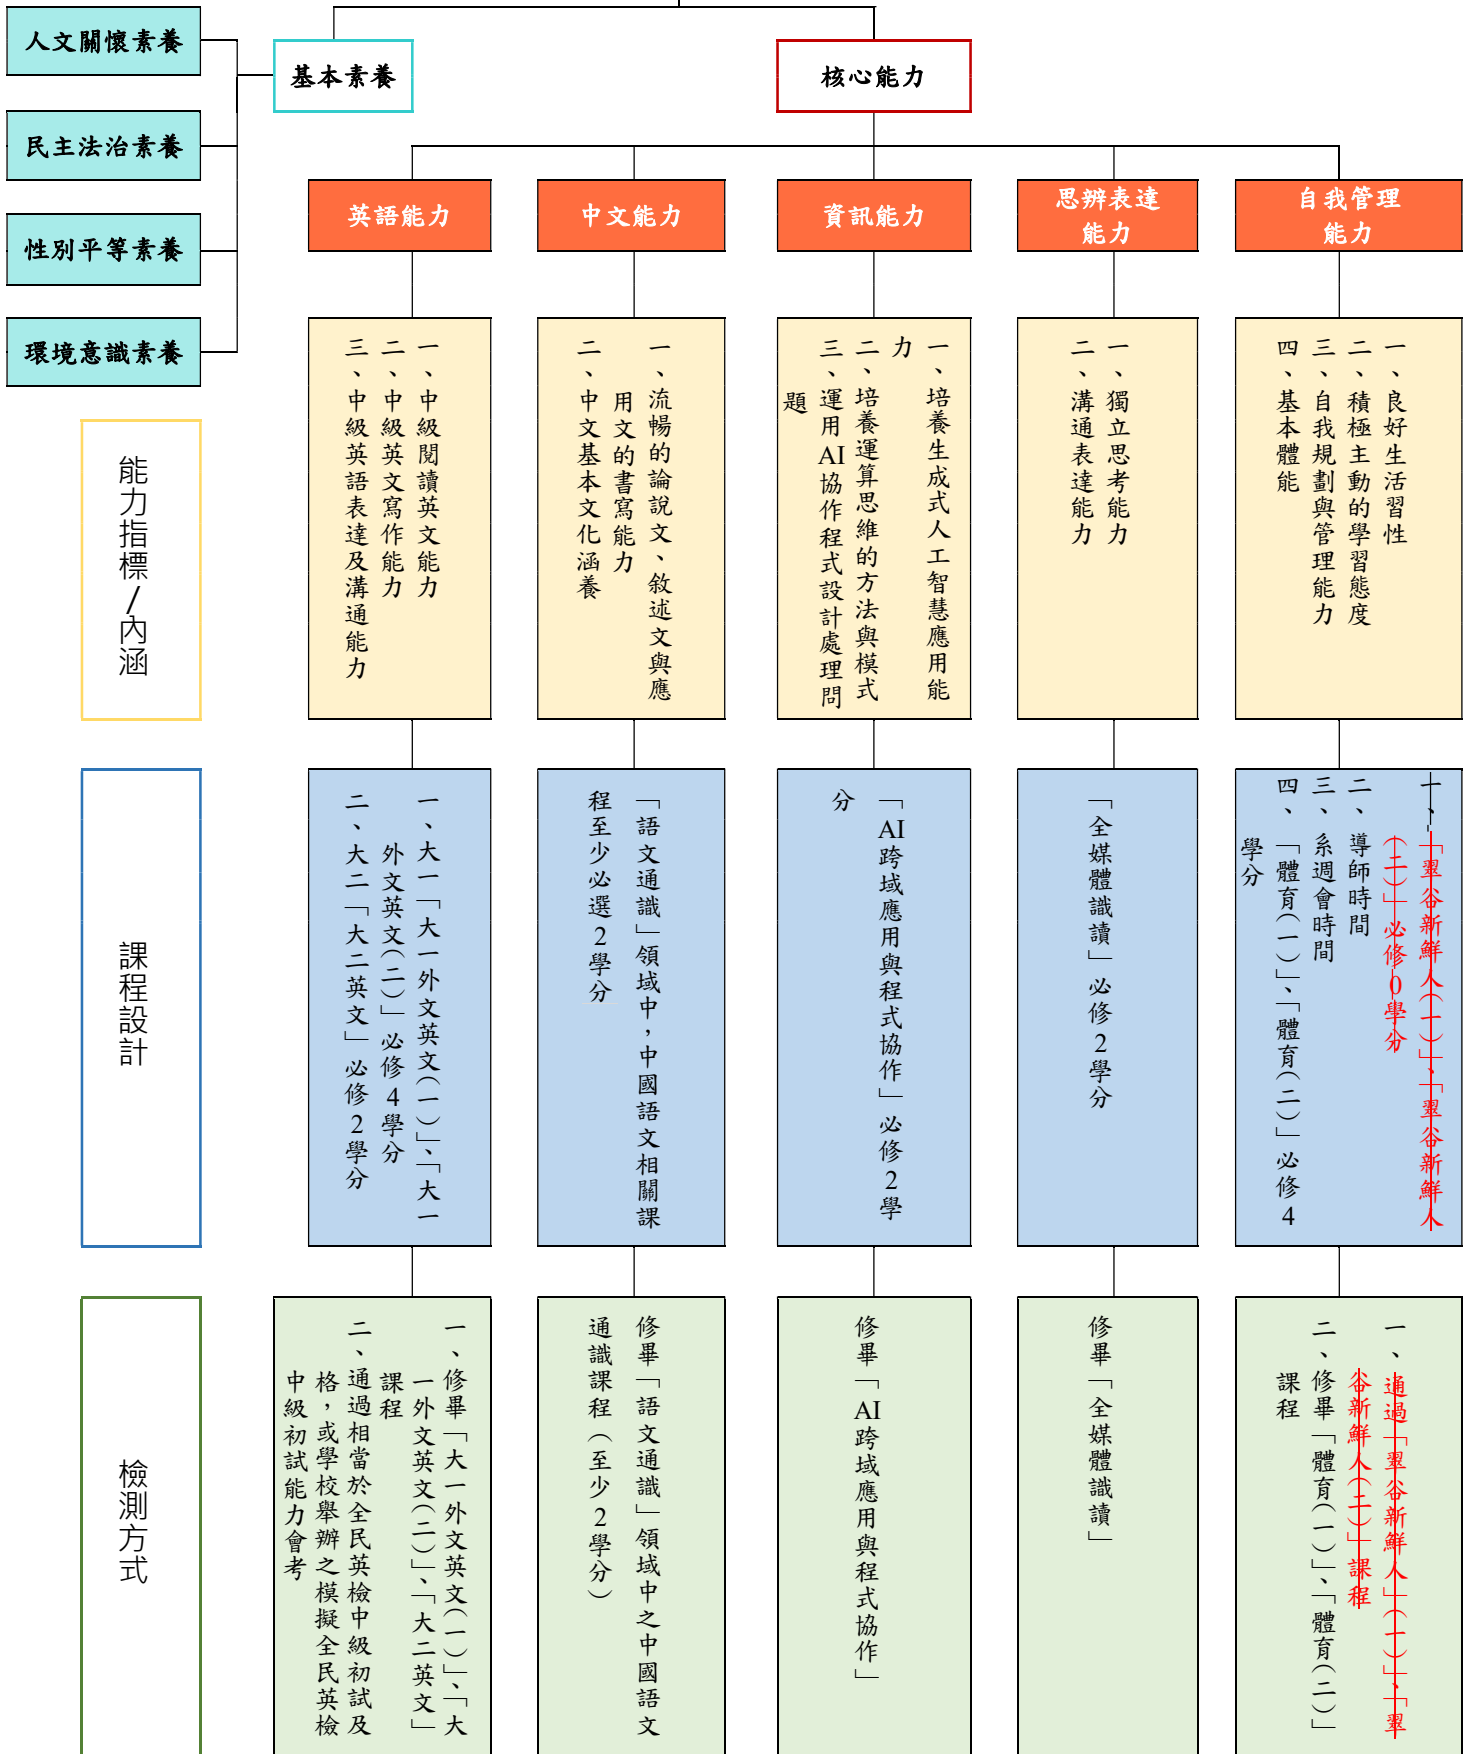 人文關懷素養
民主法治素養
性別平等素養
環境意識素養
基本素養
核心能力
英語能力
中文能力
資訊能力
思辨表達
能力
自我管理
能力
能力指標/內涵
一、中級閱讀英文能力
二、中級英文寫作能力
三、中級英語表達及溝通能力
一、流暢的論說文、敘述文與應
用文的書寫能力
二、中文基本文化涵養
一、培養生成式人工智慧應用能
力
二、培養運算思維的方法與模式
三、運用AI協作程式設計處理問
題
一、獨立思考能力
二、溝通表達能力
一、良好生活習性
二、積極主動的學習態度
三、自我規劃與管理能力
四、基本體能
課程設計
一、大一「大一外文英文(一)」、「大一
外文英文(二)」必修4學分
二、大二「大二英文」必修2學分
「語文通識」領域中，中國語文相關課
程至少必選2學分
「AI跨域應用與程式協作」必修2學
分
「全媒體識讀」必修2學分
一、「翠谷新鮮人(一)」、「翠谷新鮮人
(二)」必修0學分
二、導師時間
三、系週會時間
四、「體育(一)」、「體育(二)」必修4
學分
檢測方式
一、修畢「大一外文英文(一)」、「大
一外文英文(二)」、「大二英文」
課程
二、通過相當於全民英檢中級初試及
格，或學校舉辦之模擬全民英檢
中級初試能力會考
修畢「語文通識」領域中之中國語文
通識課程（至少2學分）
修畢「AI跨域應用與程式協作」
修畢「全媒體識讀」
一、通過「翠谷新鮮人」(一)」、「翠
谷新鮮人(二)」課程
二、修畢「體育(一)」、「體育(二)」
課程